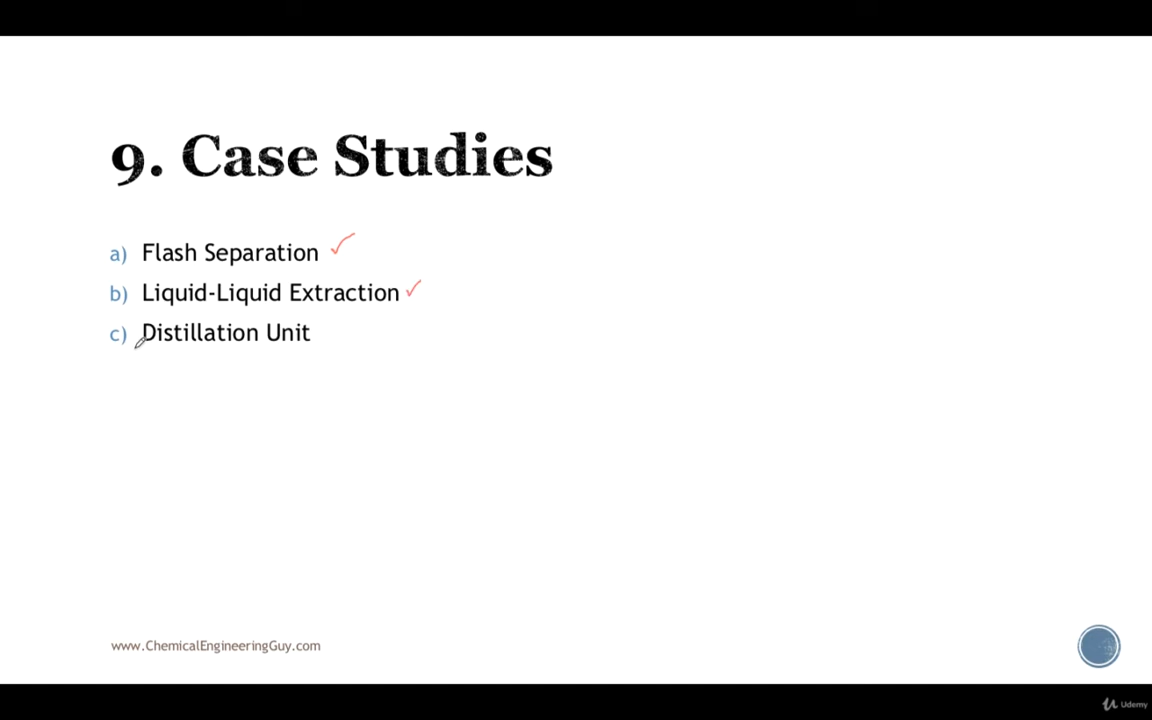 9. Case Studies
a) Flash Separation
b) Liquid-Liquid Extraction
c) Distillation Unit
www.ChemicalEngineeringGuy.com
Udemy